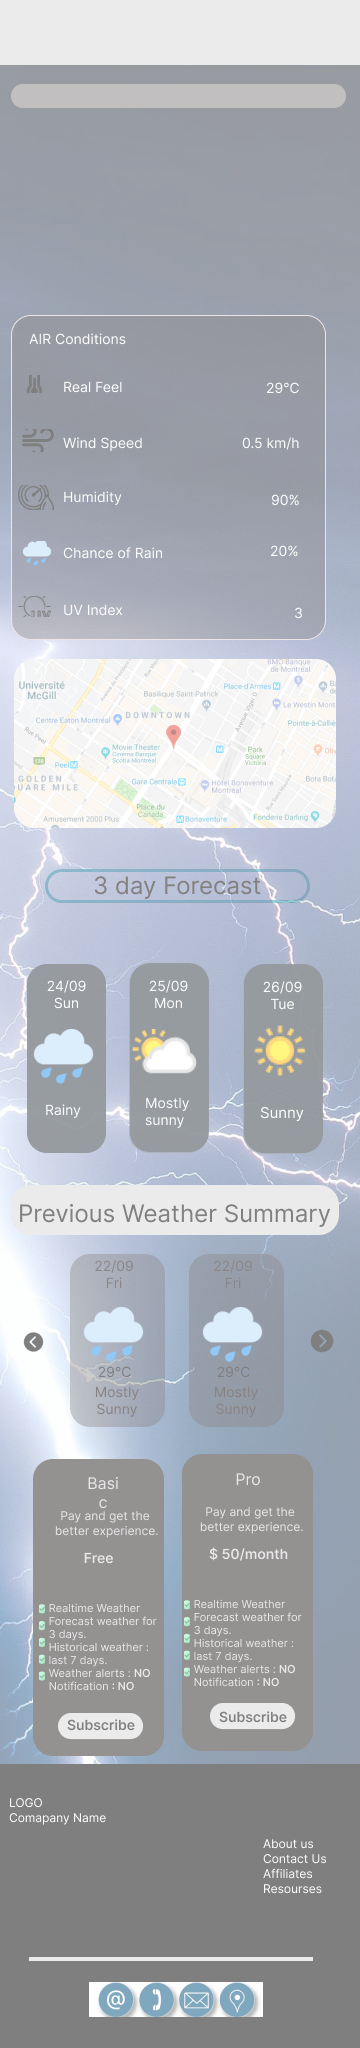 AIR Conditions
Real Feel
29°C
Wind Speed
0.5 km/h
Humidity
90%
Chance of Rain
20%
UV Index
3
Université
McGill
BMO Banque
de Montréal
Place-d'Armes
Basilique Saint-Patrick
Le Westin Mont
Centre Eaton Montréal
DOWNTOWN
Pointe-à-Callie
Rue Peel
Movie Theater
Cinéma Banque
Scotia Montréal
Park
Square
Victoria
Peel
GOLDEN
UARE MILE
Gare Centrale
Hôtel Bonaventure
Montréal
Bota Bota
Place du
Canada
Amusement 2000 Plus
Bonaventure
Fonderie Darling
3 day Forecast
24/09
Sun
Rainy
25/09
Mon
Mostly
sunny
26/09
Tue
Sunny
Previous Weather Summary
22/09
Fri
29°C
Mostly
Sunny
22/09
Fri
29°C
Mostly
Sunny
Basi
c
Pay and get the
better experience.
Free
Realtime Weather
Forecast weather for
3 days.
Historical weather :
last 7 days.
Weather alerts : NO
Notification : NO
Subscribe
Pro
Pay and get the
better experience.
$ 50/month
Realtime Weather
Forecast weather for
3 days.
Historical weather :
last 7 days.
Weather alerts : NO
Notification : NO
Subscribe
LOGO
Comapany Name
About us
Contact Us
Affiliates
Resourses